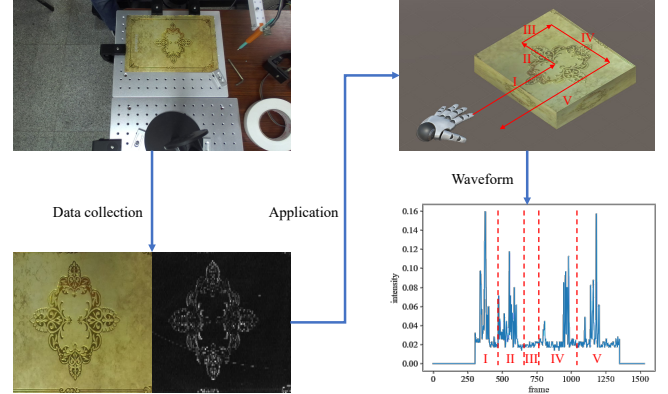 III
IV
II
I
V
Data collection
Application
Waveform
0.16
0.14
0.12
0.10
0.08
0.06
0.04
0.02
0.00
intensity
I II III IV V
0 250 500 750 1000 1250 1500
frame